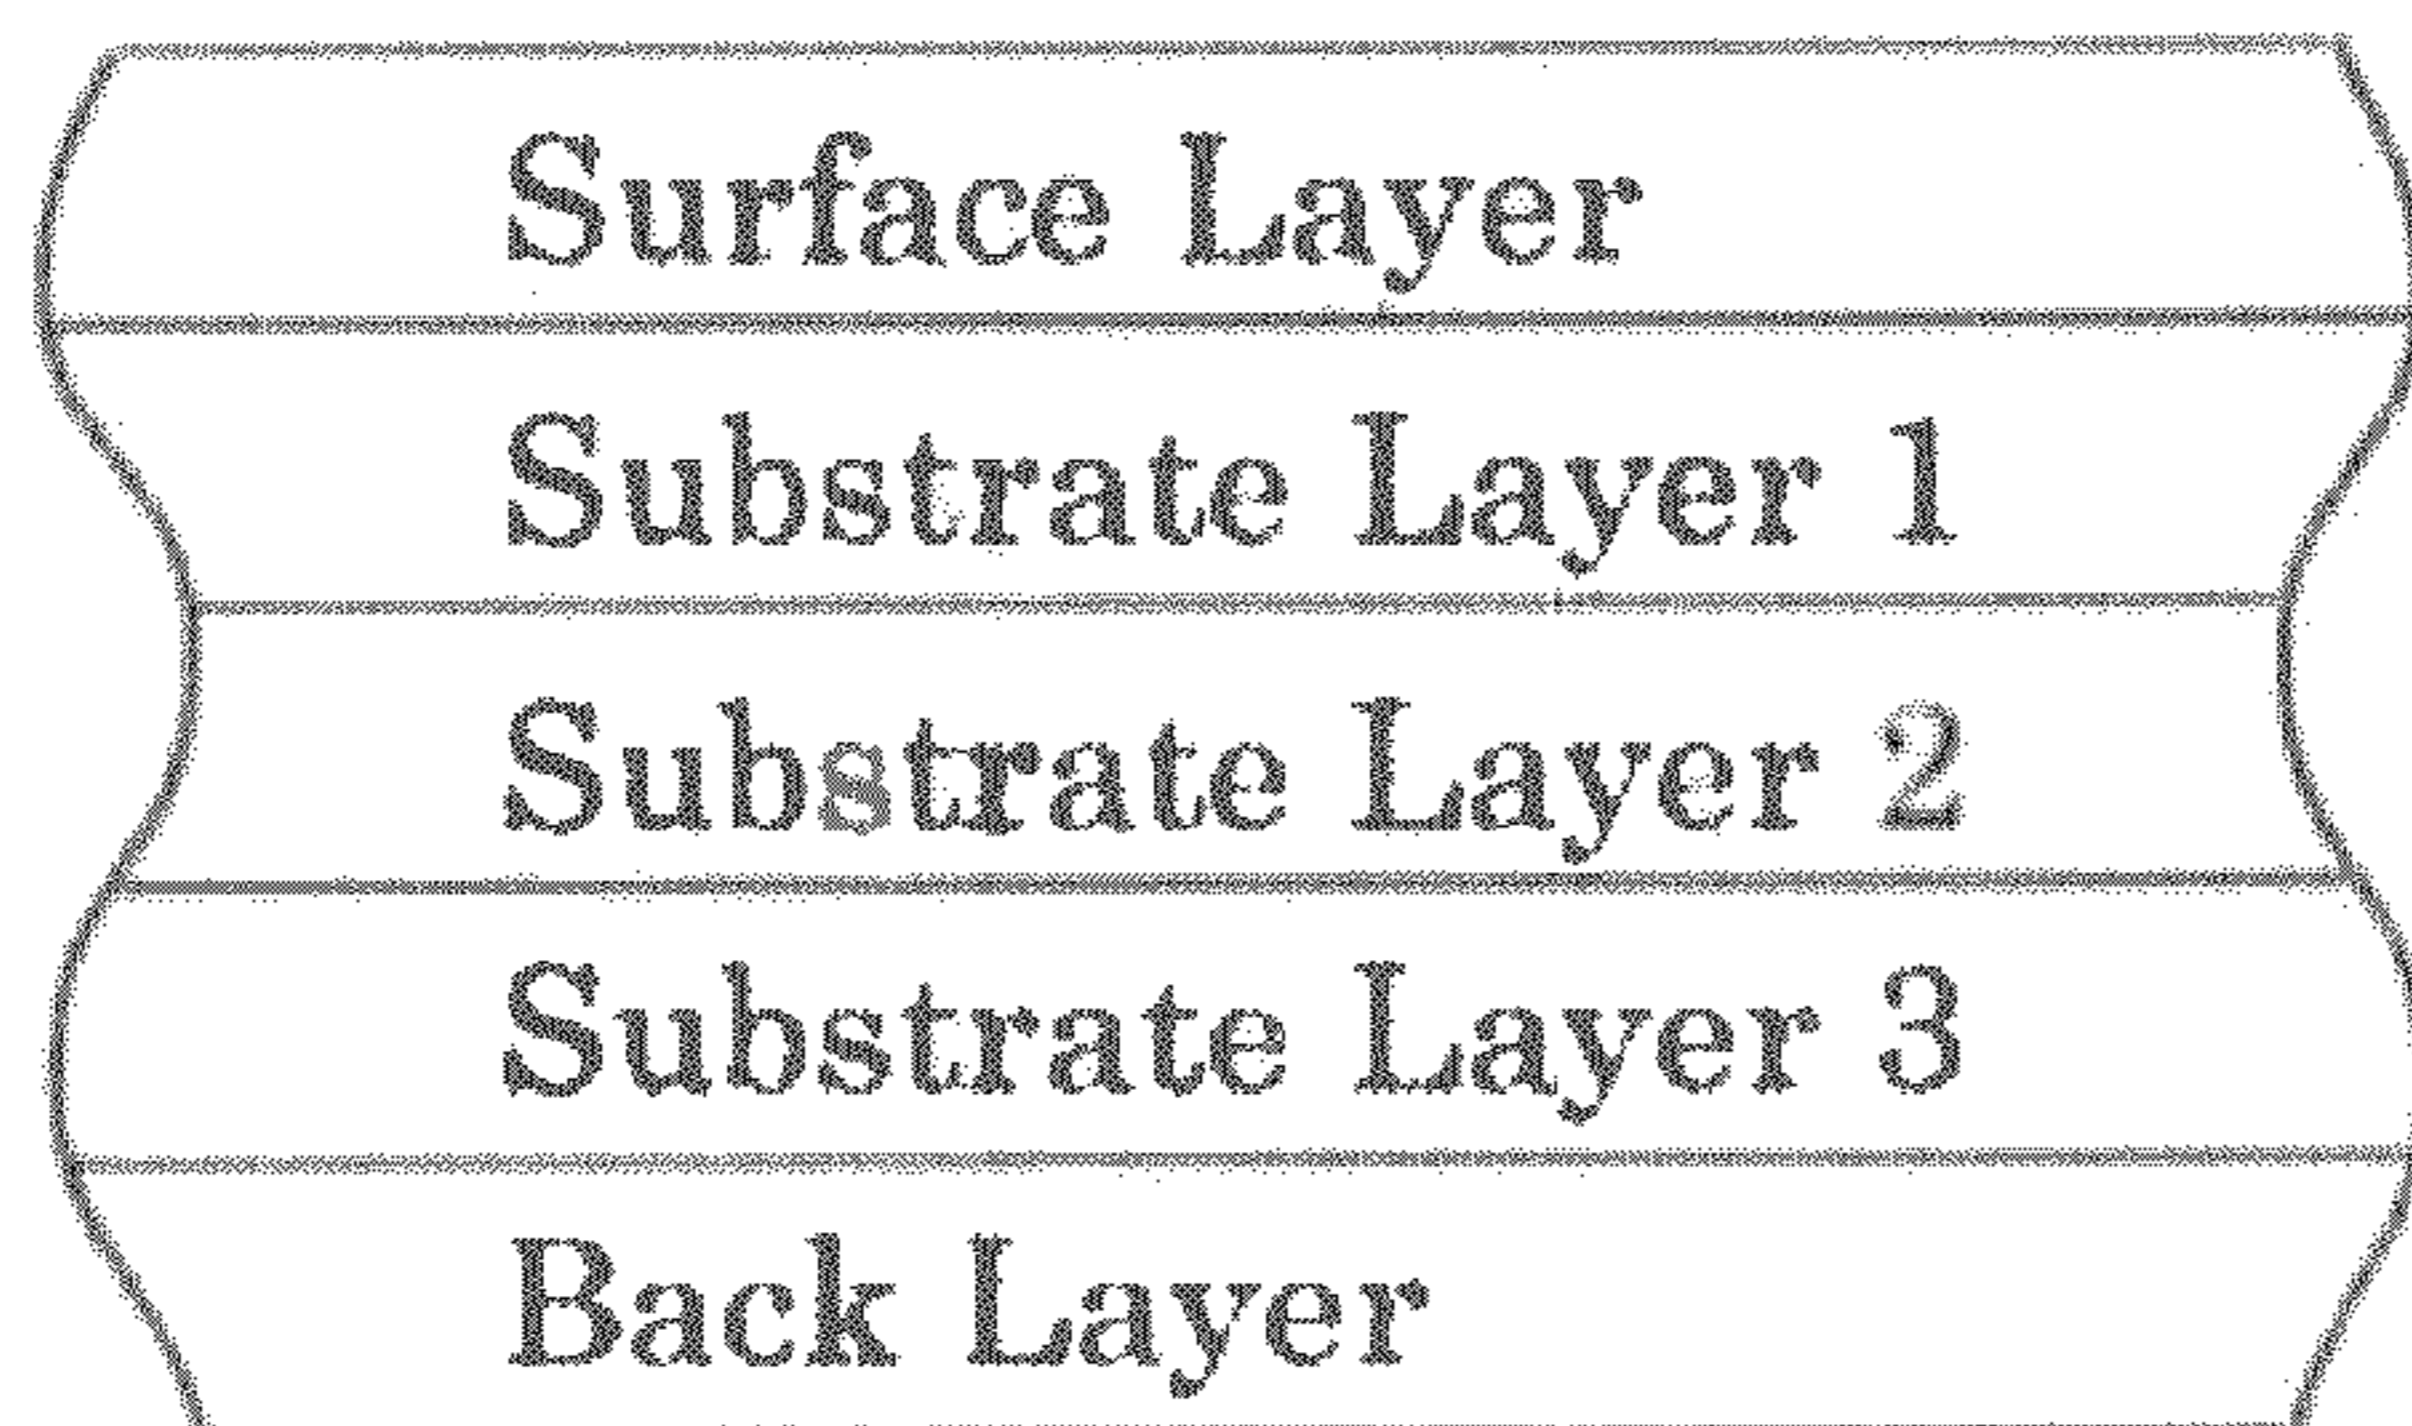 Surface Layer
Substrate Layer 1
Substrate Layer 2
Substrate Layer 3
Back Layer